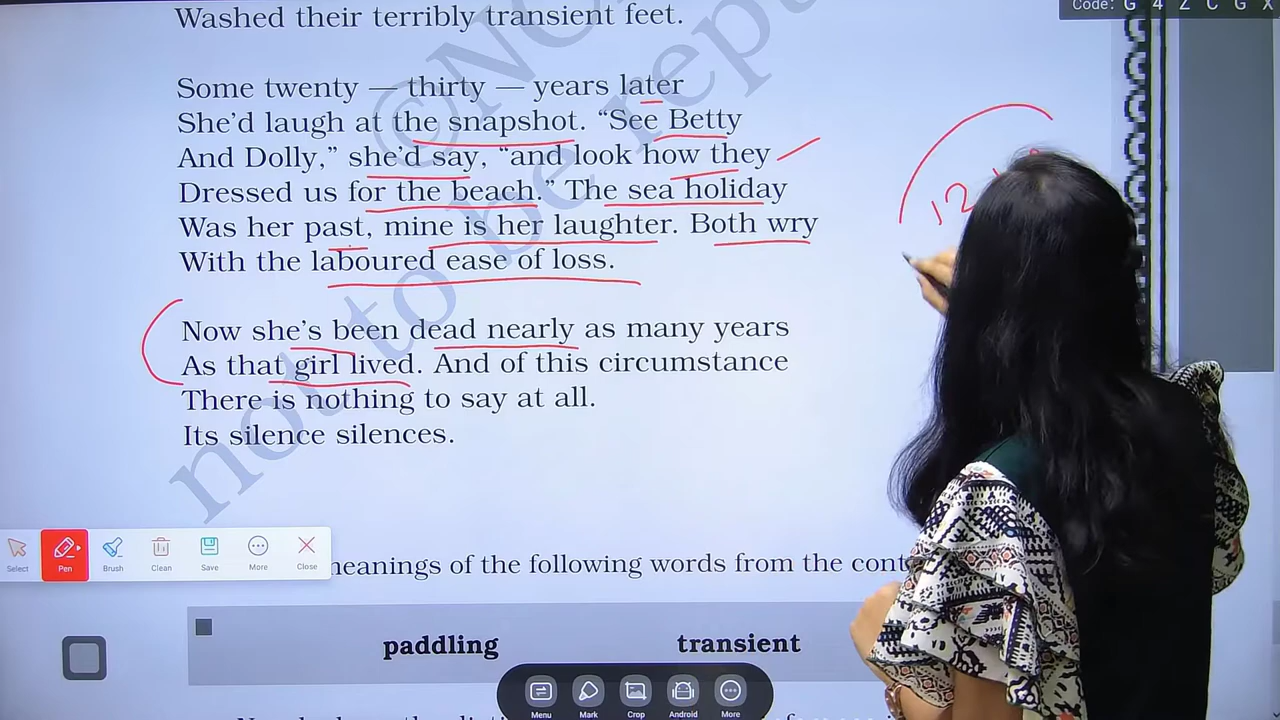 Code: G 4 Z C G X
Washed their terribly transient feet.
Some twenty — thirty — years later
She’d laugh at the snapshot. “See Betty
And Dolly,” she’d say, “and look how they
Dressed us for the beach.” The sea holiday
Was her past, mine is her laughter. Both wry
With the laboured ease of loss.
Now she’s been dead nearly as many years
As that girl lived. And of this circumstance
There is nothing to say at all.
Its silence silences.
12
not to be
Select Pen Brush Clean Save More Close
meanings of the following words from the cont
paddling transient
Menu Mark Crop Android More